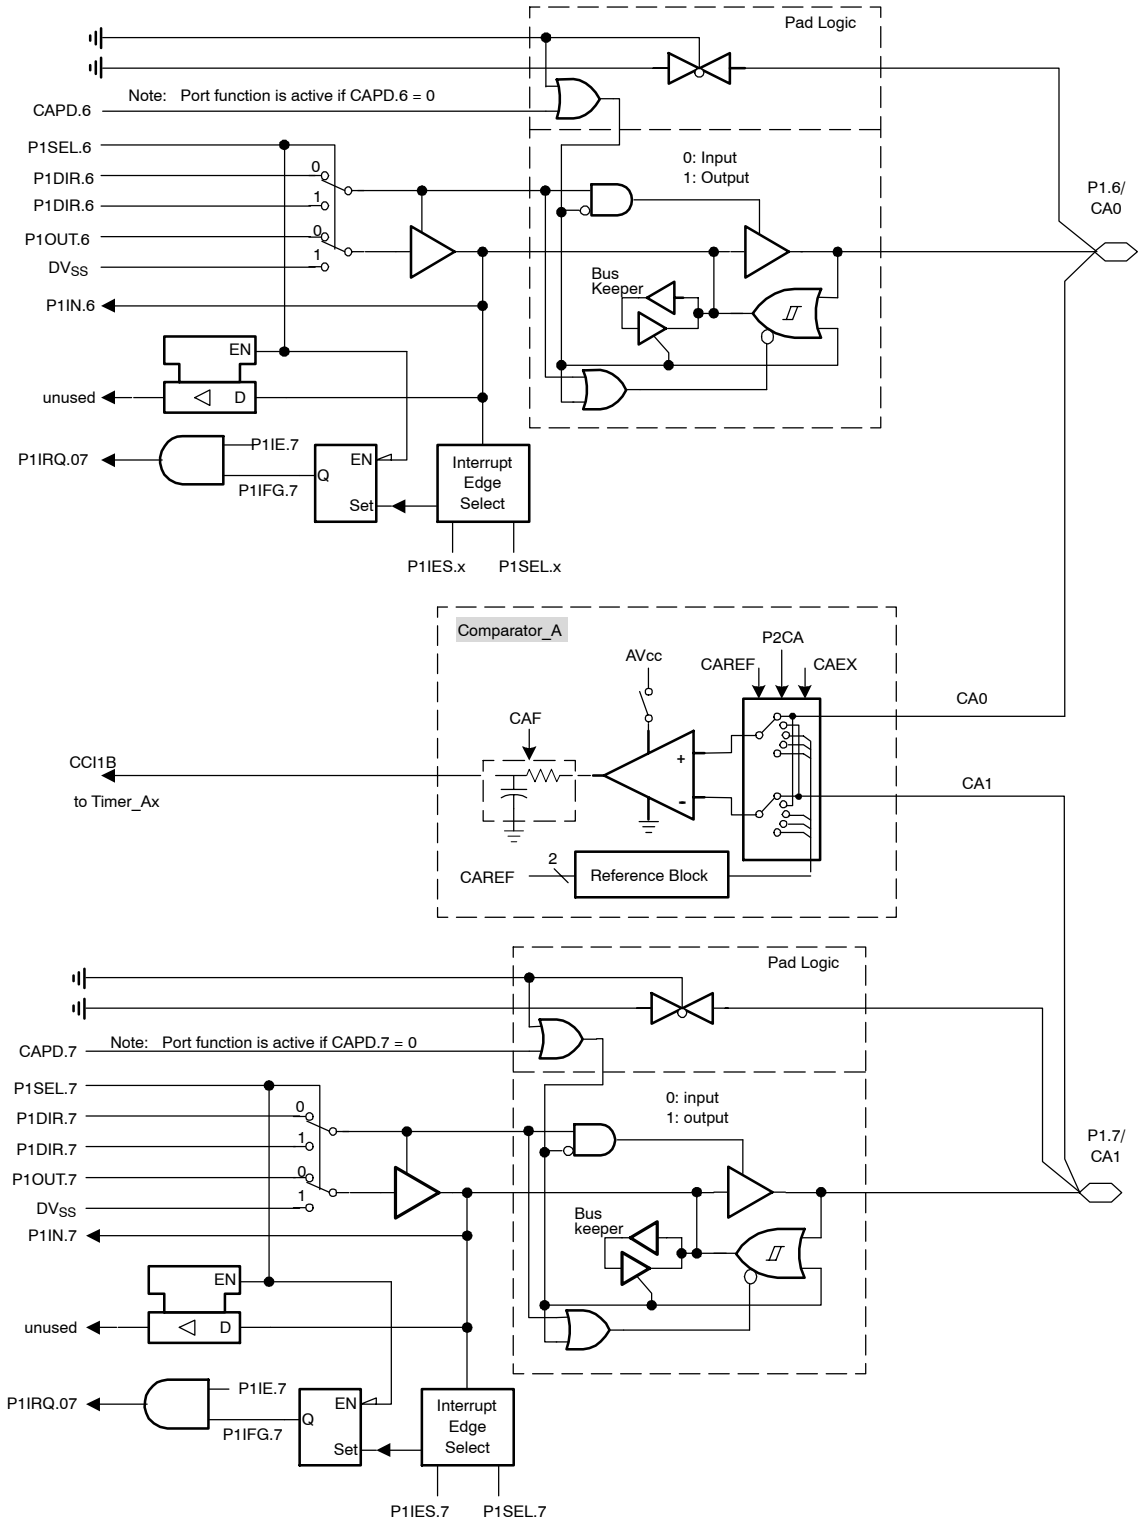 Pad Logic
Note: Port function is active if CAPD.6 = 0
CAPD.6
P1SEL.6
0
P1DIR.6
1
P1DIR.6
0: Input
1: Output
P1.6/
CA0
0
P1OUT.6
1
DVSS
Bus
Keeper
P1IN.6
EN
D
unused
P1IE.7
P1IRQ.07
P1IFG.7
EN
Q
Set
Interrupt
Edge
Select
P1IES.x
P1SEL.x
Comparator_A
P2CA
AVcc
CAREF
CAEX
CA0
CAF
+
CCI1B
to Timer_Ax
CA1
-
2
CAREF
Reference Block
Pad Logic
Note: Port function is active if CAPD.7 = 0
CAPD.7
P1SEL.7
0
P1DIR.7
1
P1DIR.7
0: input
1: output
P1.7/
CA1
0
P1OUT.7
1
DVSS
Bus
keeper
P1IN.7
EN
D
unused
P1IE.7
P1IRQ.07
P1IFG.7
EN
Q
Set
Interrupt
Edge
Select
P1IES.7
P1SEL.7